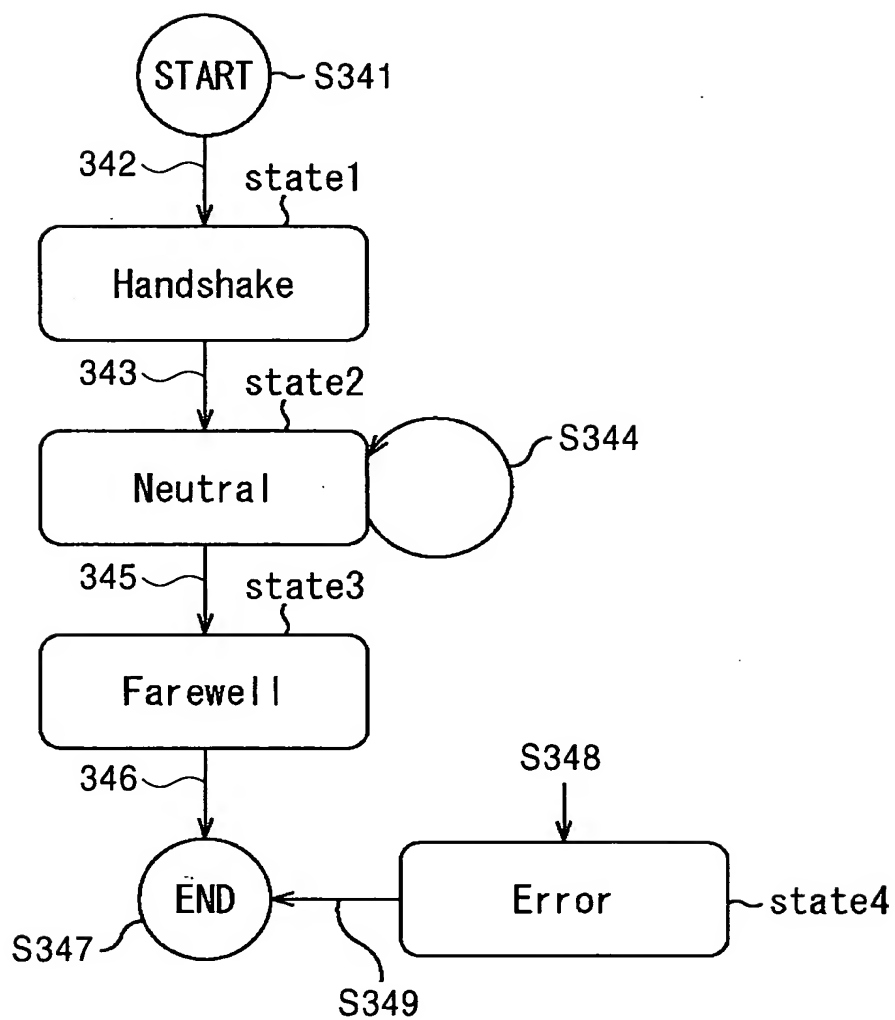 START
S341
342
state1
Handshake
343
state2
Neutral
S344
345
state3
Farewell
346
S348
END
Error
state4
S347
S349